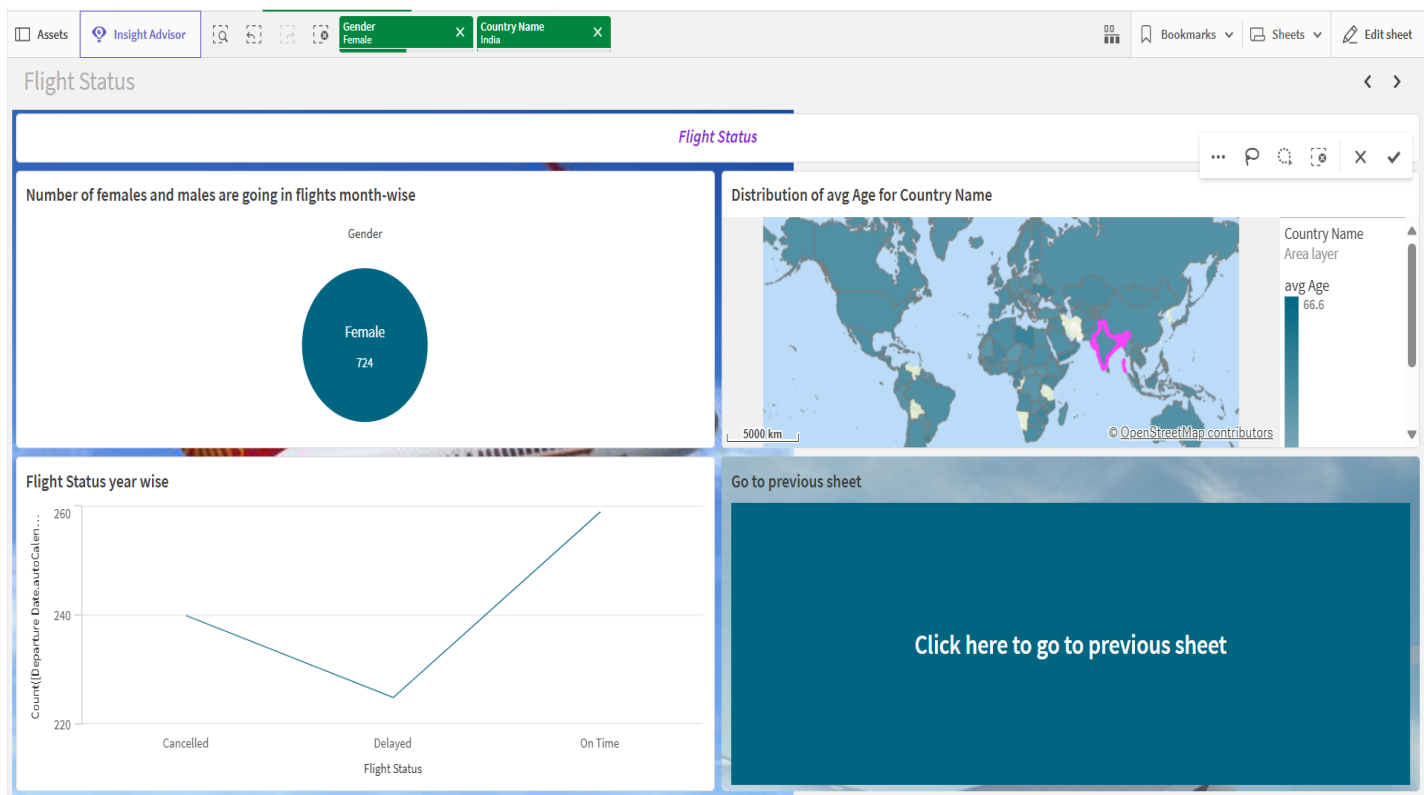 Assets
Insight Advisor
Gender
Female
Country Name
India
Bookmarks
Sheets
Edit sheet
Flight Status
Flight Status
Number of females and males are going in flights month-wise
Gender
Female
724
Distribution of avg Age for Country Name
5000 km
© OpenStreetMap contributors
Country Name
Area layer
avg Age
66.6
Flight Status year wise
Count([Departure Date.autoCalen...
260
240
220
Cancelled
Delayed
On Time
Flight Status
Go to previous sheet
Click here to go to previous sheet